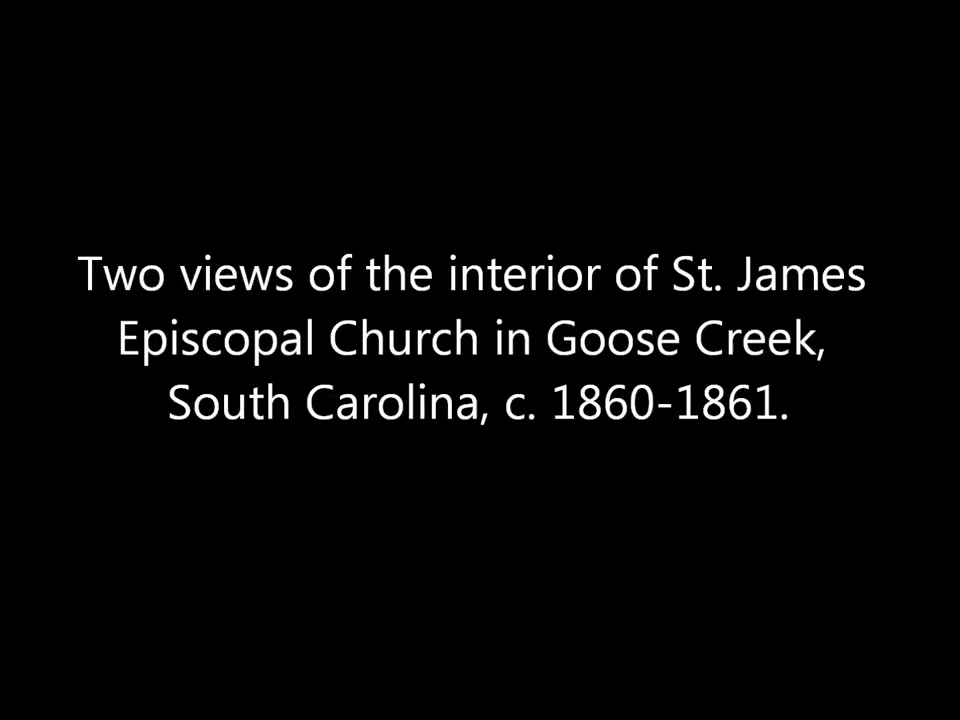 Two views of the interior of St. James
Episcopal Church in Goose Creek,
South Carolina, c. 1860-1861.